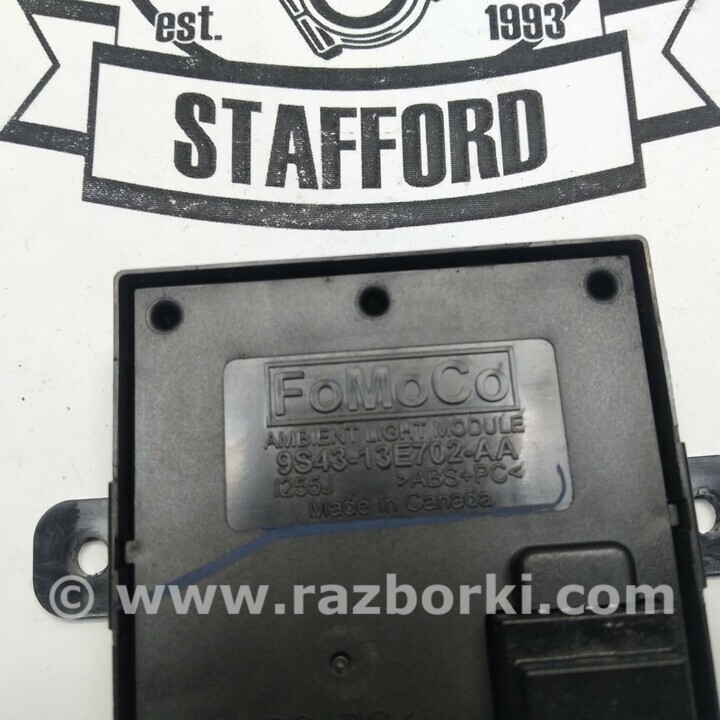 est. 1993
STAFFORD
FoMoCo
AMBIENT LIGHT MODULE
9S43-13E702-AA
I255J >ABS+PC<
Made in Canada
© www.razborki.com